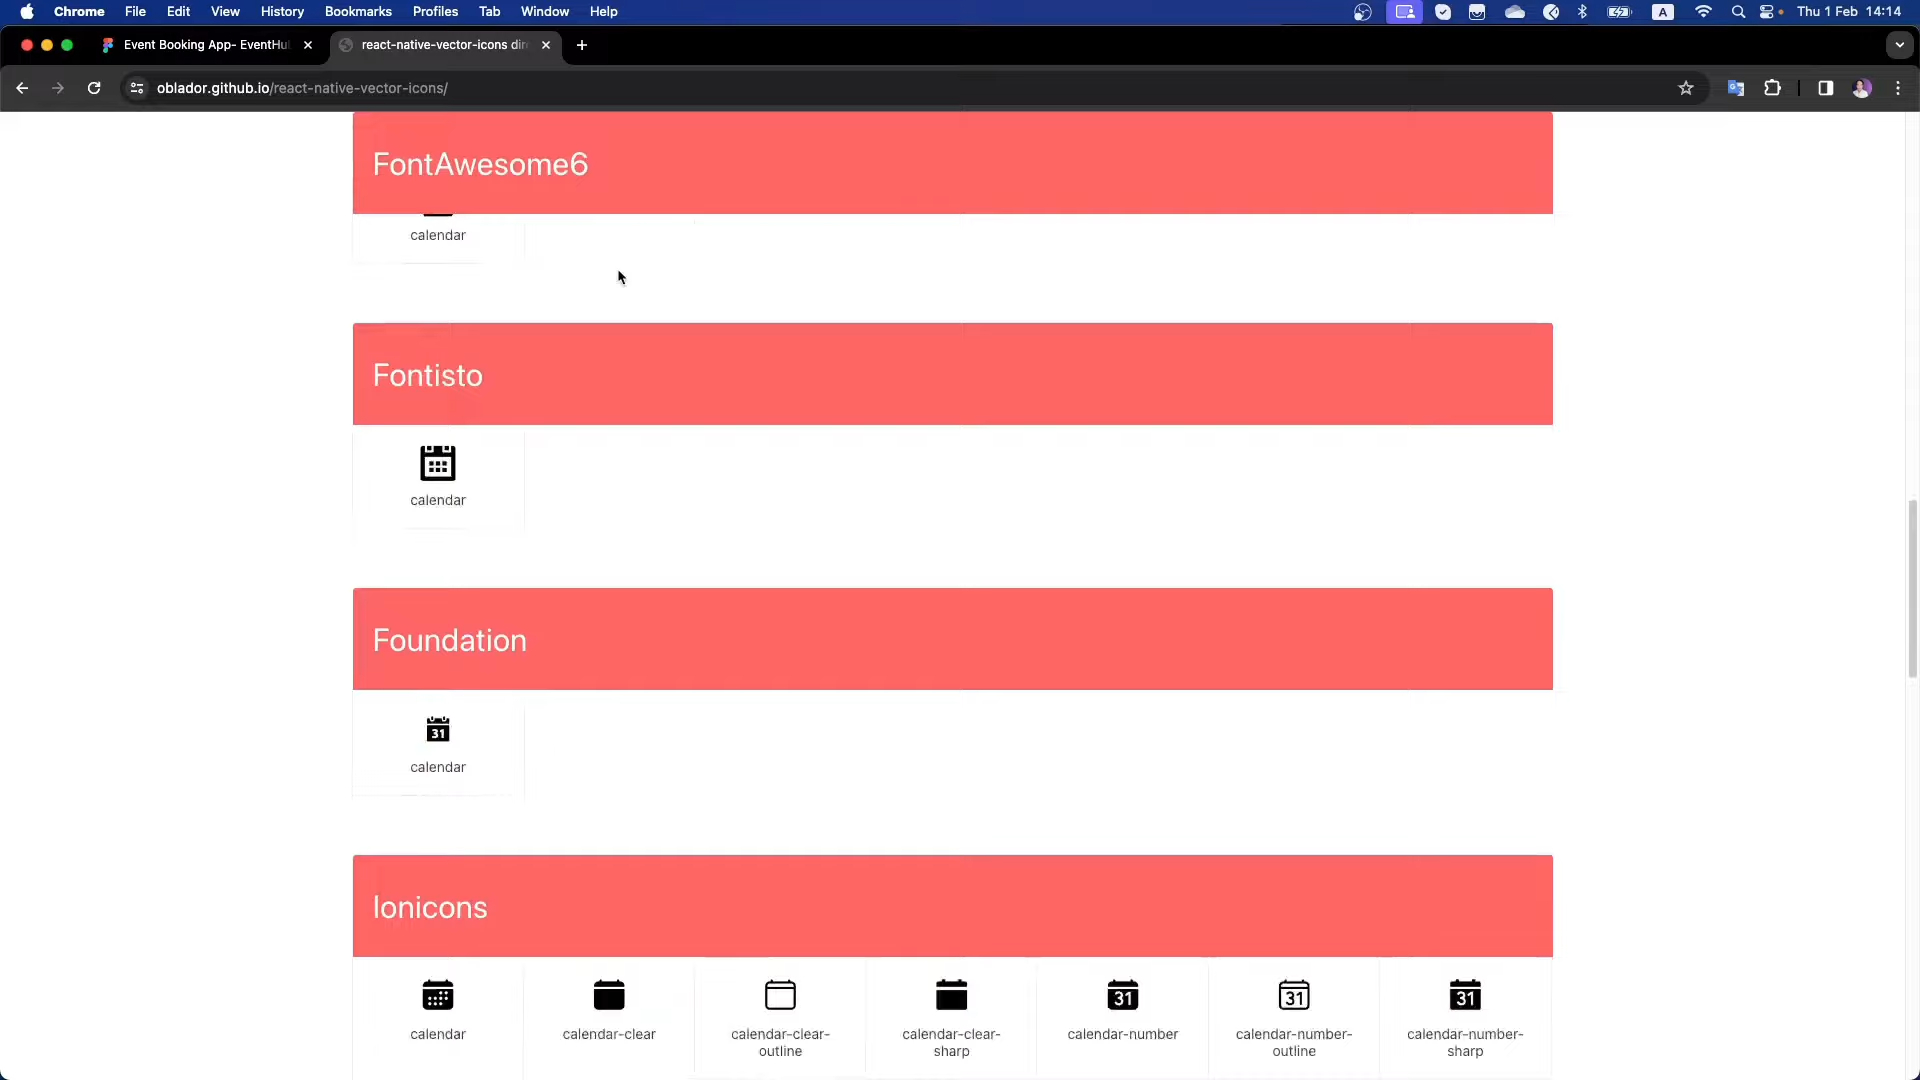 Chrome File Edit View History Bookmarks Profiles Tab Window Help A Thu 1 Feb 14:14
Event Booking App- EventHu react-native-vector-icons dir
oblador.github.io/react-native-vector-icons/
FontAwesome6
calendar
Fontisto
calendar
Foundation
31
calendar
Ionicons
31 31 31
calendar calendar-clear calendar-clear- calendar-clear- calendar-number calendar-number- calendar-number-
outline sharp outline sharp